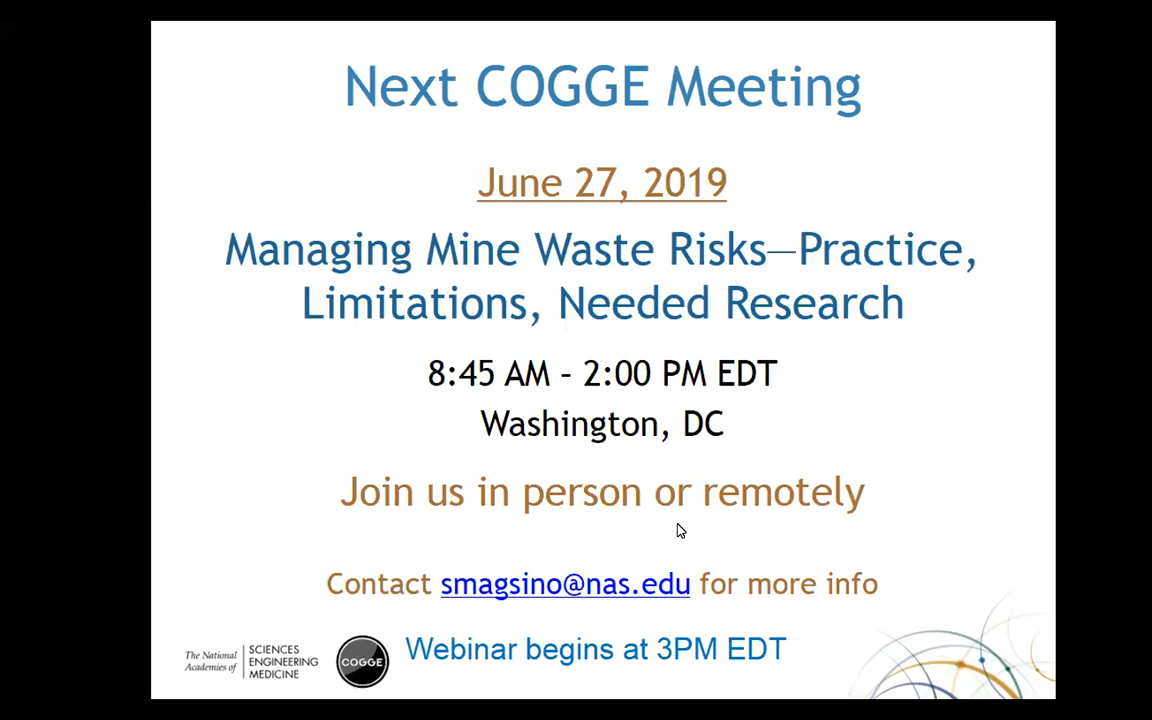 Next COGGE Meeting
June 27, 2019
Managing Mine Waste Risks—Practice,
Limitations, Needed Research
8:45 AM – 2:00 PM EDT
Washington, DC
Join us in person or remotely
Contact smagsino@nas.edu for more info
The National
Academies of
SCIENCES
ENGINEERING
MEDICINE
COGGE
Webinar begins at 3PM EDT